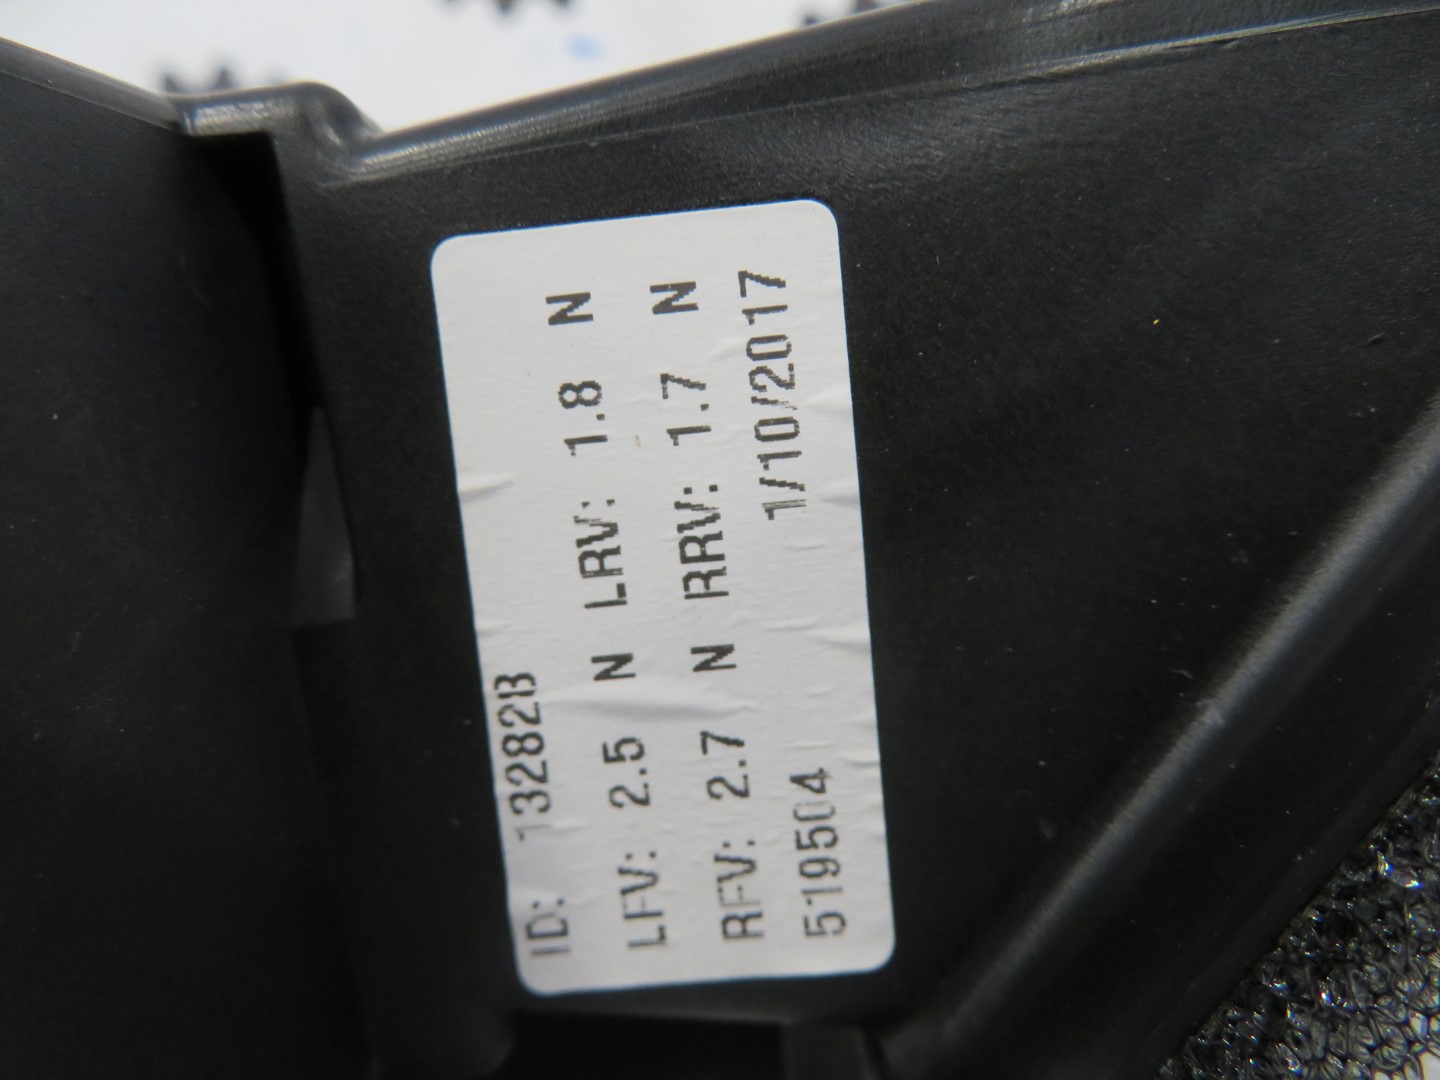 ID: 132828
LFV: 2.5 N LRV: 1.8 N
RFV: 2.7 N RRV: 1.7 N
519504 1/10/2017